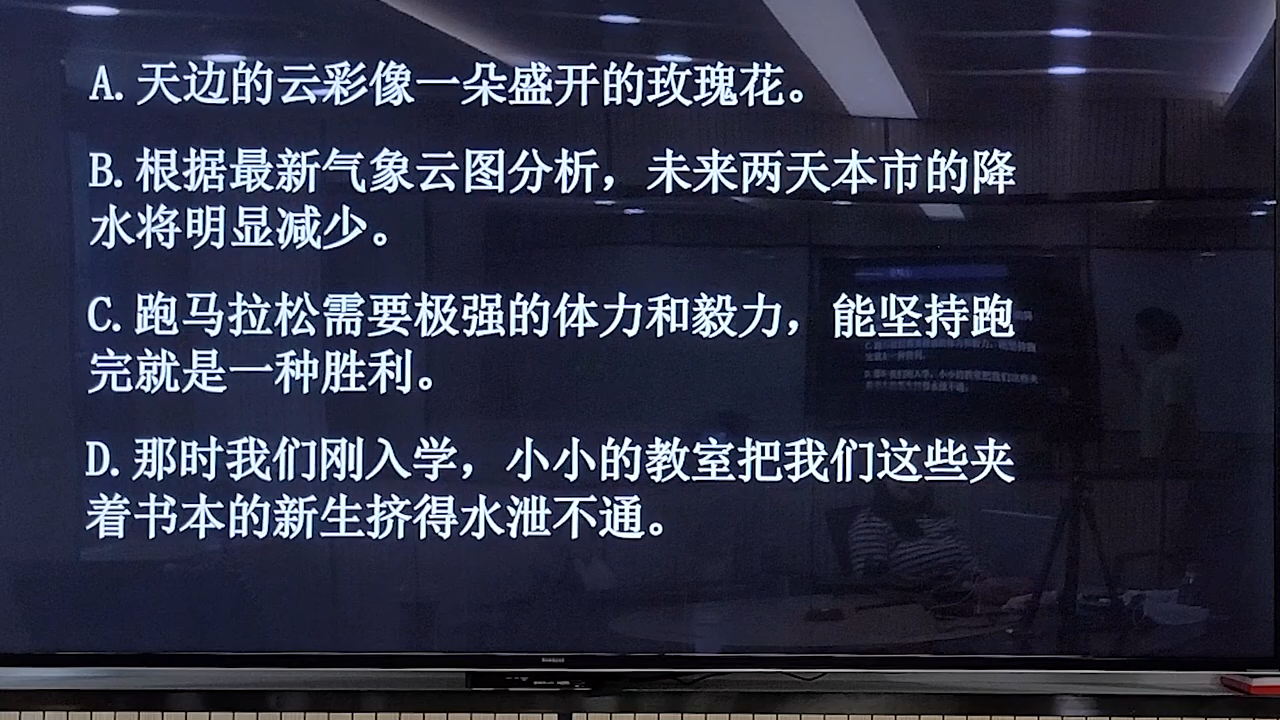 A. 天边的云彩像一朵盛开的玫瑰花。
B. 根据最新气象云图分析，未来两天本市的降
水将明显减少。
C. 跑马拉松需要极强的体力和毅力，能坚持跑
完就是一种胜利。
D. 那时我们刚入学，小小的教室把我们这些夹
着书本的新生挤得水泄不通。